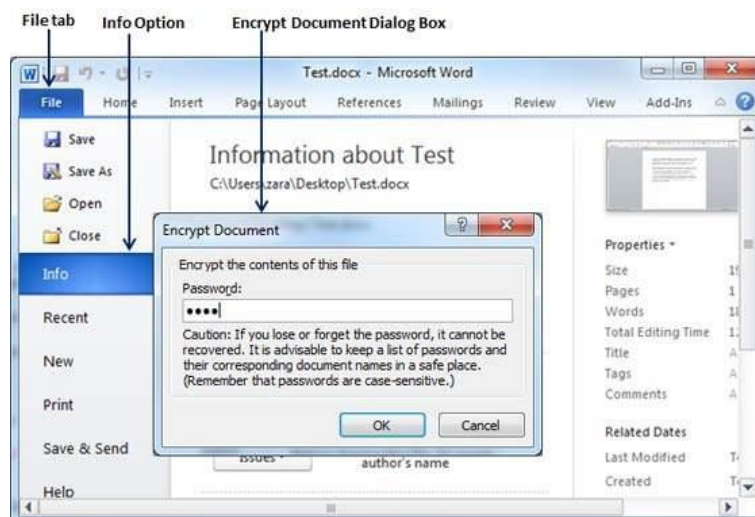 File tab Info Option Encrypt Document Dialog Box
Test.docx - Microsoft Word
File Home Insert Page Layout References Mailings Review View Add-Ins
Save
Save As
Open
Close
Info
Recent
New
Print
Save & Send
Help
Information about Test
C:\Users\zara\Desktop\Test.docx
Encrypt Document
Encrypt the contents of this file
Password:
••••
Caution: If you lose or forget the password, it cannot be
recovered. It is advisable to keep a list of passwords and
their corresponding document names in a safe place.
(Remember that passwords are case-sensitive.)
OK Cancel
Issues
author's name
Properties
Size
Pages 1
Words
Total Editing Time
Title
Tags
Comments
Related Dates
Last Modified
Created